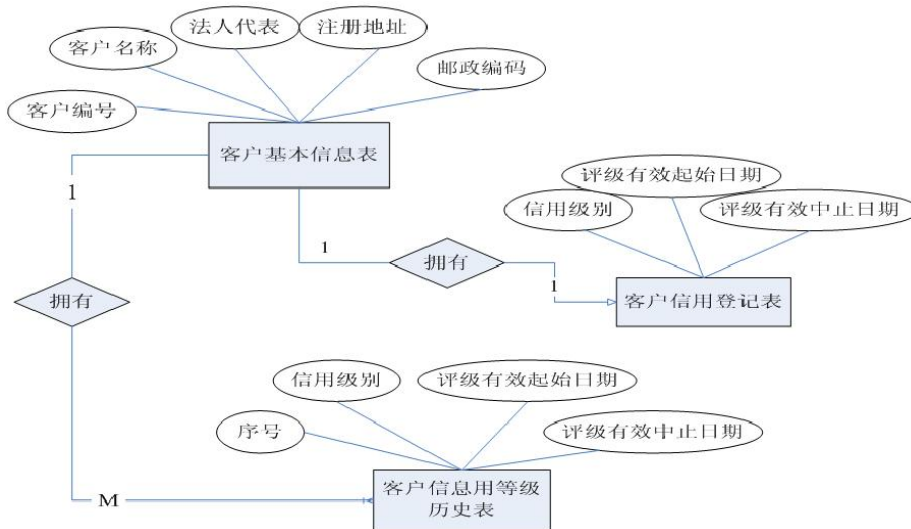 法人代表
注册地址
客户名称
邮政编码
客户编号
客户基本信息表
1
评级有效起始日期
信用级别
评级有效中止日期
1
拥有
拥有
1
客户信用登记表
信用级别
评级有效起始日期
序号
评级有效中止日期
客户信息用等级
历史表
M